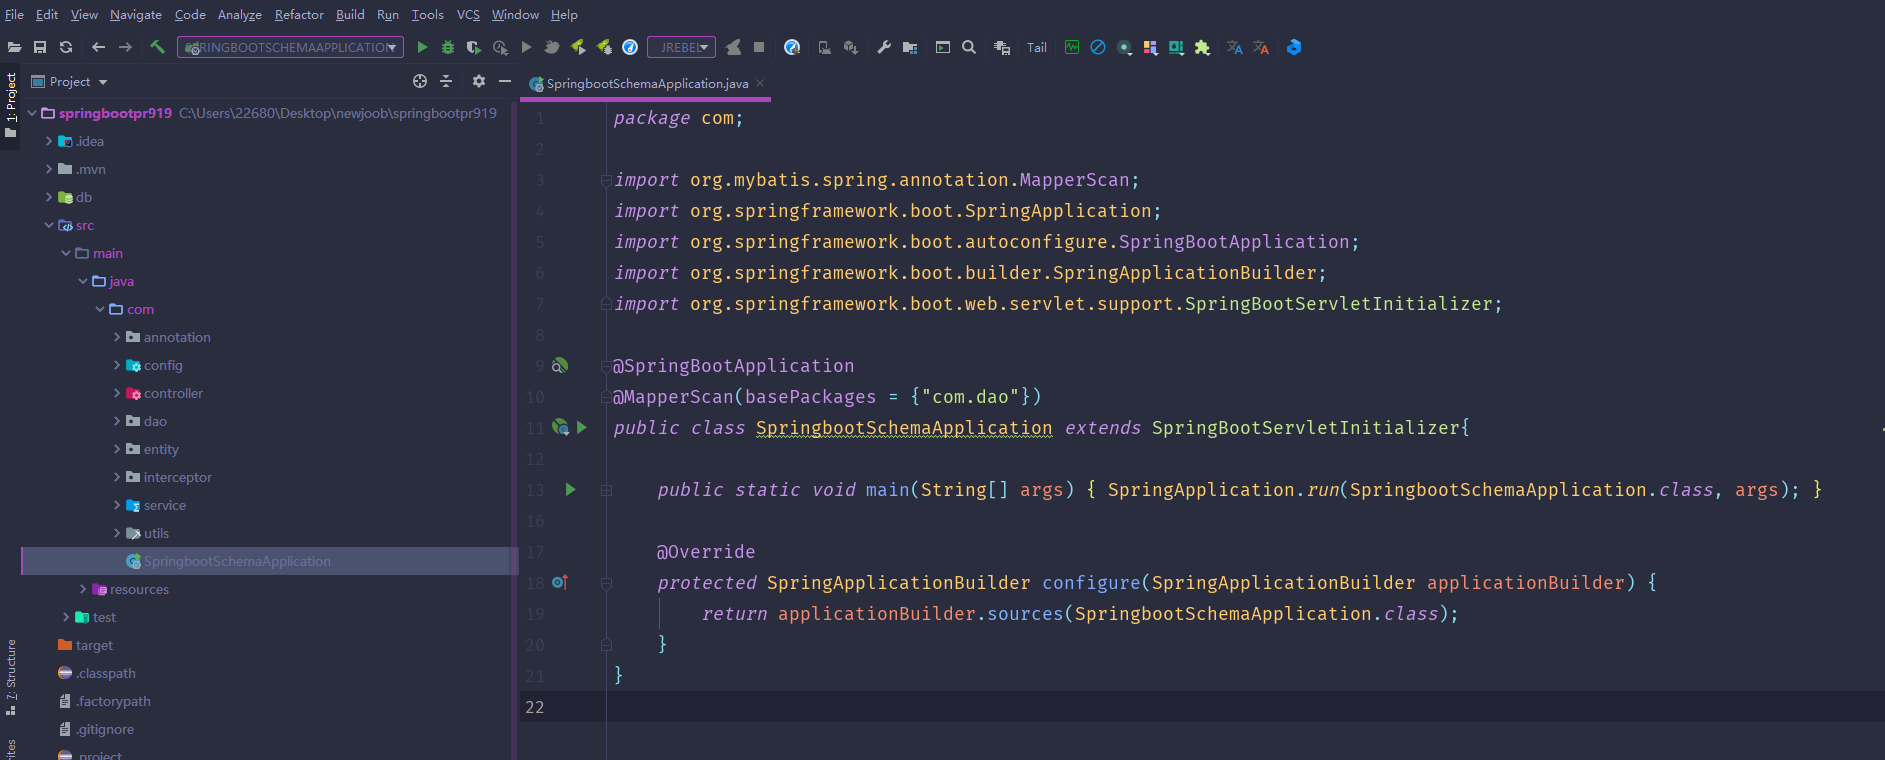 File Edit View Navigate Code Analyze Refactor Build Run Tools VCS Window Help
RINGBOOTSCHEMAAPPLICATION JREBEL Tail
1: Project
Project
springbootpr919 C:\Users\22680\Desktop\newjoob\springbootpr919
.idea
.mvn
db
src
main
java
com
annotation
config
controller
dao
entity
interceptor
service
utils
SpringbootSchemaApplication
resources
test
target
.classpath
.factorypath
.gitignore
.project
7: Structure
SpringbootSchemaApplication.java
1 package com;
2
3 import org.mybatis.spring.annotation.MapperScan;
4 import org.springframework.boot.SpringApplication;
5 import org.springframework.boot.autoconfigure.SpringBootApplication;
6 import org.springframework.boot.builder.SpringApplicationBuilder;
7 import org.springframework.boot.web.servlet.support.SpringBootServletInitializer;
8
9 @SpringBootApplication
10 @MapperScan(basePackages = {"com.dao"})
11 public class SpringbootSchemaApplication extends SpringBootServletInitializer{
12
13 public static void main(String[] args) { SpringApplication.run(SpringbootSchemaApplication.class, args); }
16
17 @Override
18 protected SpringApplicationBuilder configure(SpringApplicationBuilder applicationBuilder) {
19 return applicationBuilder.sources(SpringbootSchemaApplication.class);
20 }
21 }
22